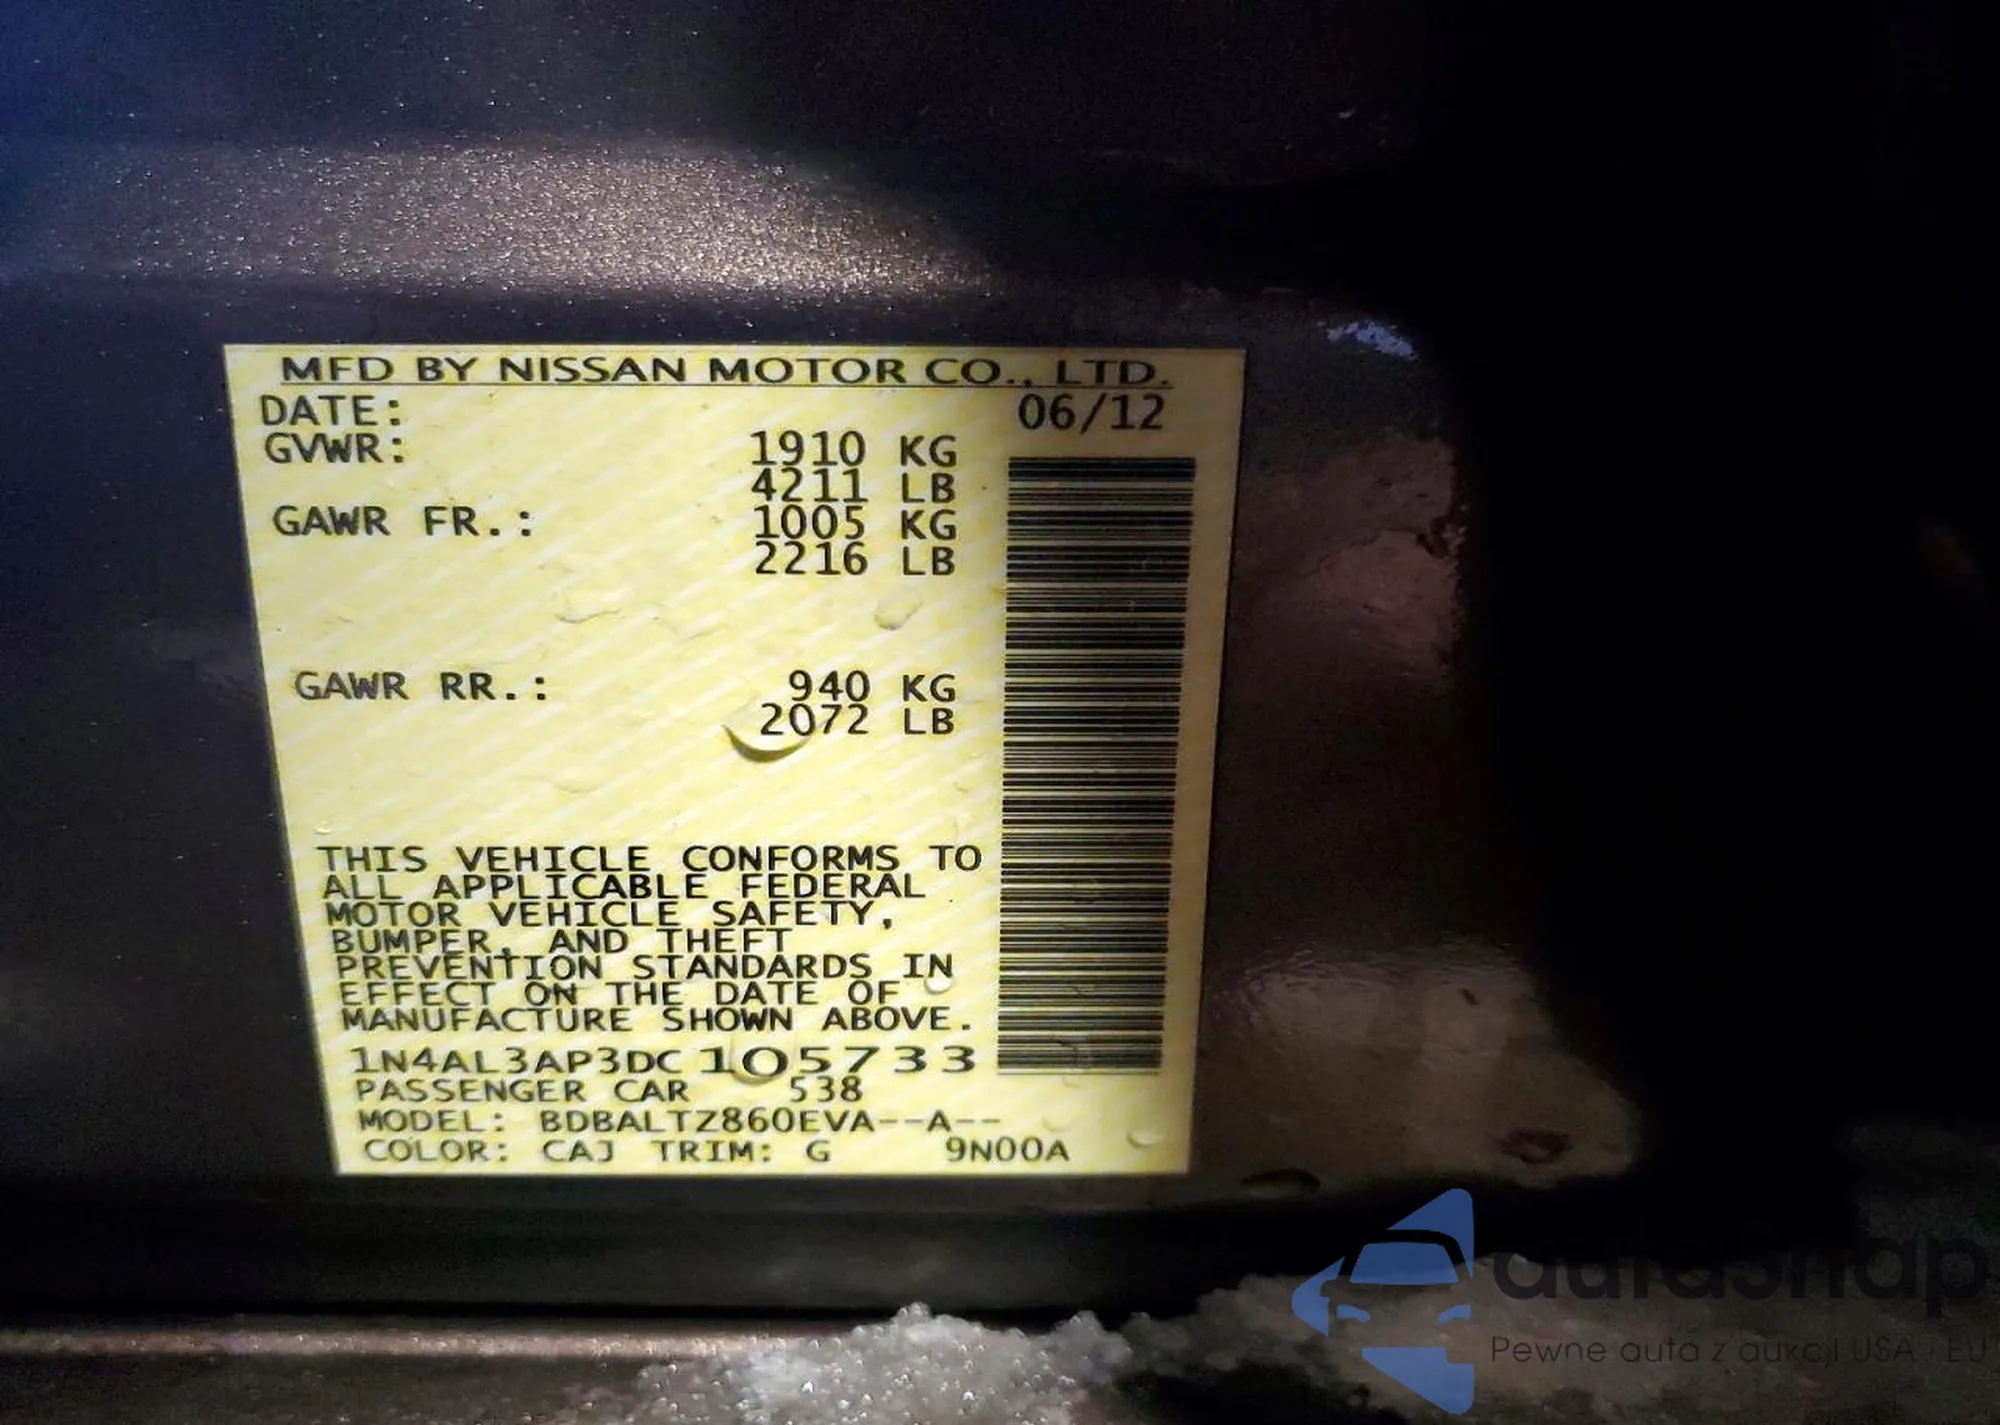 MFD BY NISSAN MOTOR CO., LTD.
DATE: 06/12
GVWR: 1910 KG
4211 LB
GAWR FR.: 1005 KG
2216 LB
GAWR RR.: 940 KG
2072 LB
THIS VEHICLE CONFORMS TO
ALL APPLICABLE FEDERAL
MOTOR VEHICLE SAFETY,
BUMPER, AND THEFT
PREVENTION STANDARDS IN
EFFECT ON THE DATE OF
MANUFACTURE SHOWN ABOVE.
1N4AL3AP3DC105733
PASSENGER CAR 538
MODEL: BDBALTZ860EVA--A--
COLOR: CAJ TRIM: G 9N00A
autasnap
Pewne auta z aukcji USA i EU